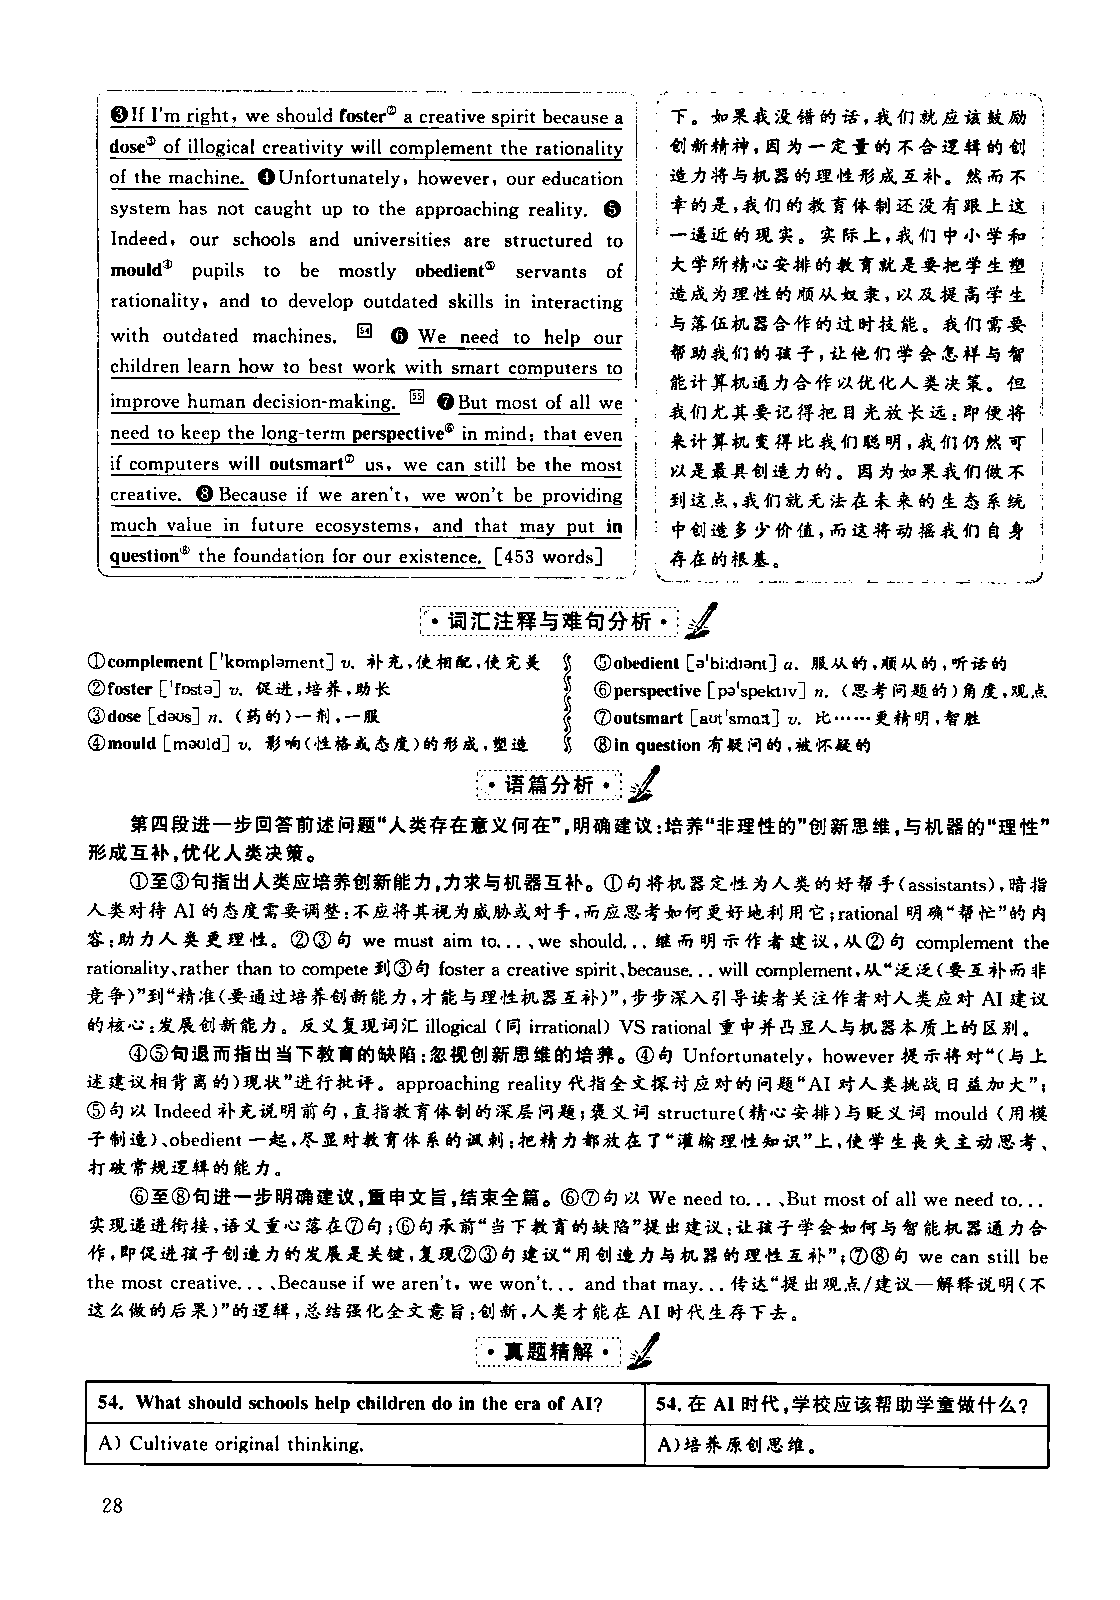 ❸If I'm right, we should foster② a creative spirit because a
dose③ of illogical creativity will complement the rationality
of the machine. ❹Unfortunately, however, our education
system has not caught up to the approaching reality. ❺
Indeed, our schools and universities are structured to
mould④ pupils to be mostly obedient⑤ servants of
rationality, and to develop outdated skills in interacting
with outdated machines. 54 ❻ We need to help our
children learn how to best work with smart computers to
improve human decision-making. 55 ❼But most of all we
need to keep the long-term perspective⑥ in mind: that even
if computers will outsmart⑦ us, we can still be the most
creative. ❽Because if we aren't, we won't be providing
much value in future ecosystems, and that may put in
question⑧ the foundation for our existence. [453 words]
下。如果我没错的话,我们就应该鼓励
创新精神,因为一定量的不合逻辑的创
造力将与机器的理性形成互补。然而不
幸的是,我们的教育体制还没有跟上这
一逼近的现实。实际上,我们中小学和
大学所精心安排的教育就是要把学生塑
造成为理性的顺从奴隶,以及提高学生
与落伍机器合作的过时技能。我们需要
帮助我们的孩子,让他们学会怎样与智
能计算机通力合作以优化人类决策。但
我们尤其要记得把目光放长远:即便将
来计算机变得比我们聪明,我们仍然可
以是最具创造力的。因为如果我们做不
到这点,我们就无法在未来的生态系统
中创造多少价值,而这将动摇我们自身
存在的根基。
·词汇注释与难句分析·
①complement [ˈkɒmpləment] v. 补充,使相配,使完美
②foster [ˈfɒstə] v. 促进,培养,助长
③dose [dəʊs] n. (药的)一剂,一服
④mould [məʊld] v. 影响(性格或态度)的形成,塑造
⑤obedient [əˈbiːdɪənt] a. 服从的,顺从的,听话的
⑥perspective [pəˈspektɪv] n. (思考问题的)角度,观点
⑦outsmart [aʊtˈsmɑːt] v. 比……更精明,智胜
⑧in question 有疑问的,被怀疑的
·语篇分析·
第四段进一步回答前述问题“人类存在意义何在”,明确建议:培养“非理性的”创新思维,与机器的“理性”
形成互补,优化人类决策。
①至③句指出人类应培养创新能力,力求与机器互补。①句将机器定性为人类的好帮手(assistants),暗指
人类对待 AI 的态度需要调整:不应将其视为威胁或对手,而应思考如何更好地利用它;rational 明确“帮忙”的内
容:助力人类更理性。②③句 we must aim to...、we should... 继而明示作者建议,从②句 complement the
rationality、rather than to compete 到③句 foster a creative spirit、because... will complement,从“泛泛(要互补而非
竞争)”到“精准(要通过培养创新能力,才能与理性机器互补)”,步步深入引导读者关注作者对人类应对 AI 建议
的核心:发展创新能力。反义复现词汇 illogical (同 irrational) VS rational 重申并凸显人与机器本质上的区别。
④⑤句退而指出当下教育的缺陷:忽视创新思维的培养。④句 Unfortunately, however 提示将对“(与上
述建议相背离的)现状”进行批评。approaching reality 代指全文探讨应对的问题“AI 对人类挑战日益加大”;
⑤句以 Indeed 补充说明前句,直指教育体制的深层问题;褒义词 structure(精心安排)与贬义词 mould (用模
子制造)、obedient 一起,尽显对教育体系的讽刺:把精力都放在了“灌输理性知识”上,使学生丧失主动思考、
打破常规逻辑的能力。
⑥至⑧句进一步明确建议,重申文旨,结束全篇。⑥⑦句以 We need to...、But most of all we need to...
实现递进衔接,语义重心落在⑦句;⑥句承前“当下教育的缺陷”提出建议:让孩子学会如何与智能机器通力合
作,即促进孩子创造力的发展是关键,复现②③句建议“用创造力与机器的理性互补”;⑦⑧句 we can still be
the most creative...、Because if we aren't, we won't... and that may... 传达“提出观点/建议—解释说明(不
这么做的后果)”的逻辑,总结强化全文意旨:创新,人类才能在 AI 时代生存下去。
·真题精解·
54. What should schools help children do in the era of AI?
54.在 AI 时代,学校应该帮助学童做什么?
A) Cultivate original thinking.
A)培养原创思维。
28